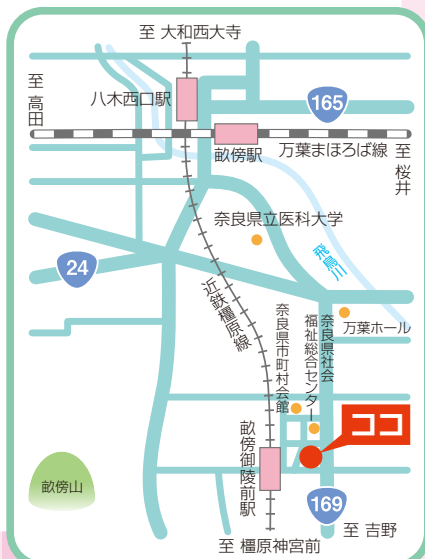 至 大和西大寺
至 高田
八木西口駅
165
畝傍駅
万葉まほろば線
至 桜井
奈良県立医科大学
24
飛鳥川
近鉄橿原線
万葉ホール
奈良県社会
福祉総合センター
奈良県市町村会館
ココ
畝傍御陵前駅
畝傍山
169
至 吉野
至 橿原神宮前